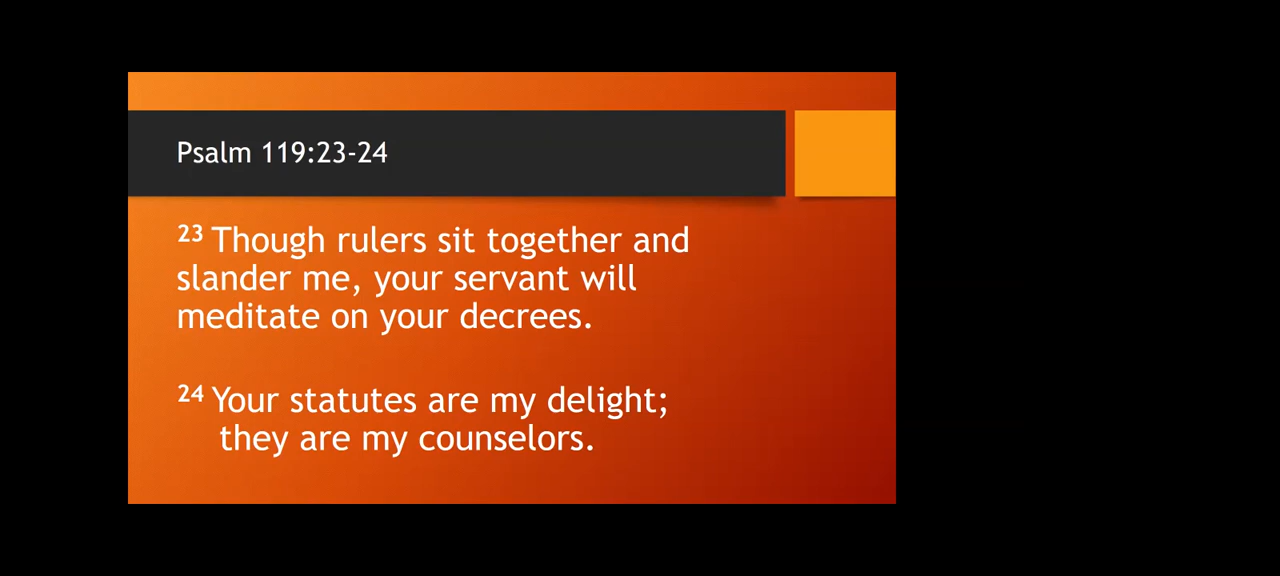 Psalm 119:23-24
23 Though rulers sit together and
slander me, your servant will
meditate on your decrees.
24 Your statutes are my delight;
they are my counselors.